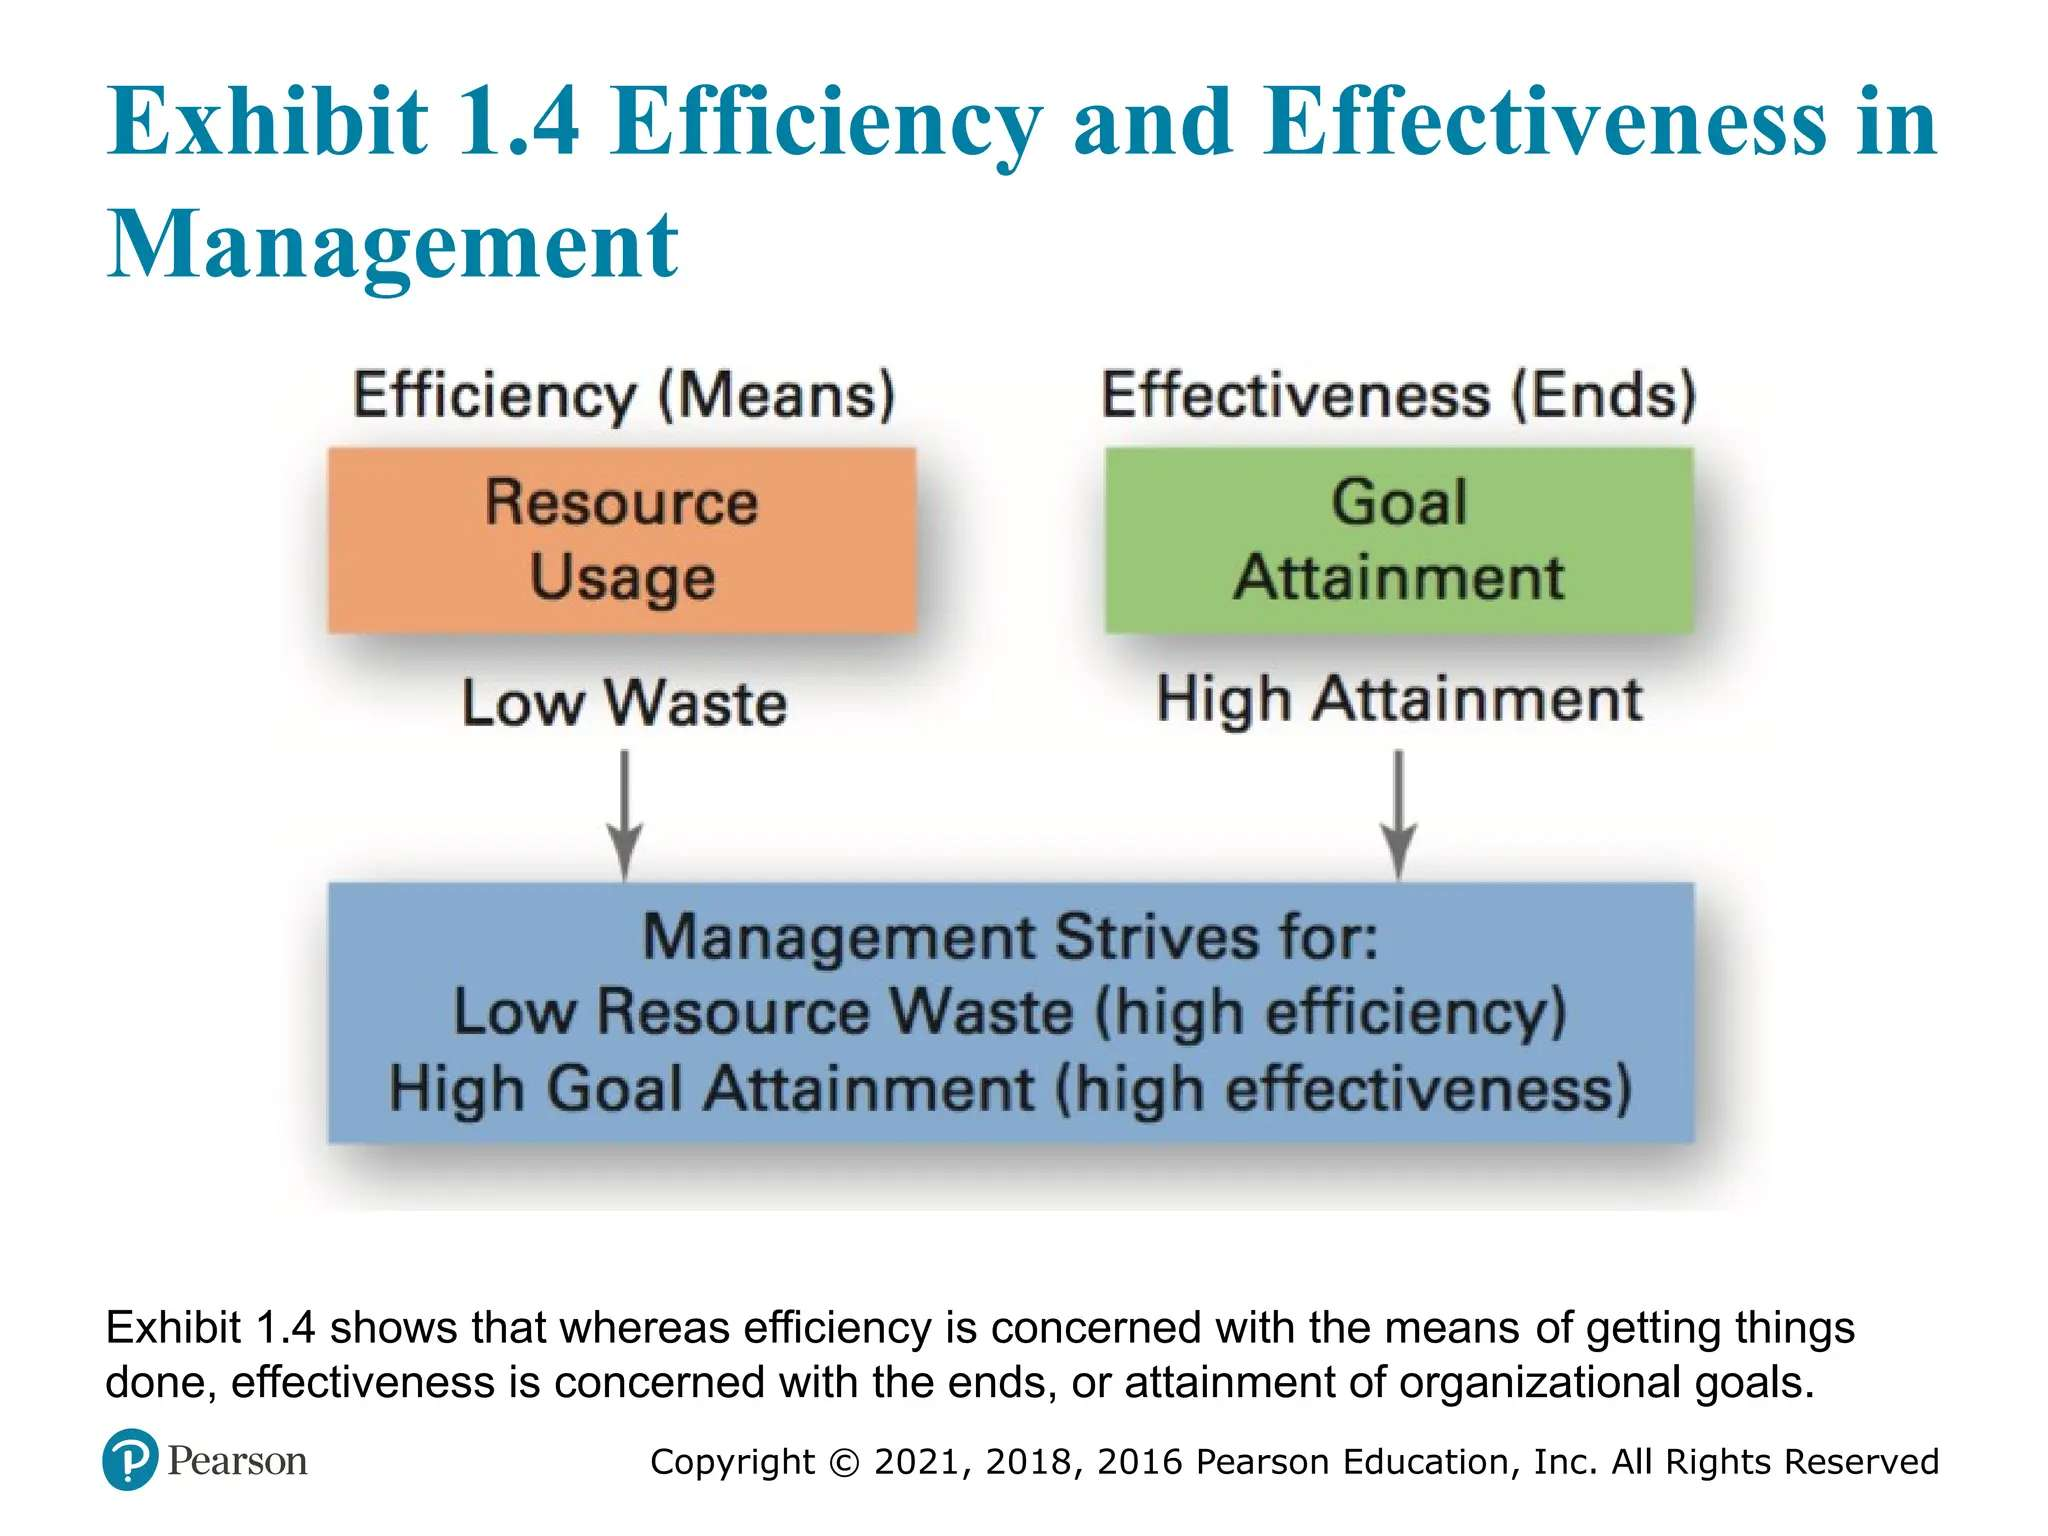 Exhibit 1.4 Efficiency and Effectiveness in
Management
Efficiency (Means)
Resource
Usage
Low Waste
Effectiveness (Ends)
Goal
Attainment
High Attainment
Management Strives for:
Low Resource Waste (high efficiency)
High Goal Attainment (high effectiveness)
Exhibit 1.4 shows that whereas efficiency is concerned with the means of getting things
done, effectiveness is concerned with the ends, or attainment of organizational goals.
P Pearson
Copyright © 2021, 2018, 2016 Pearson Education, Inc. All Rights Reserved